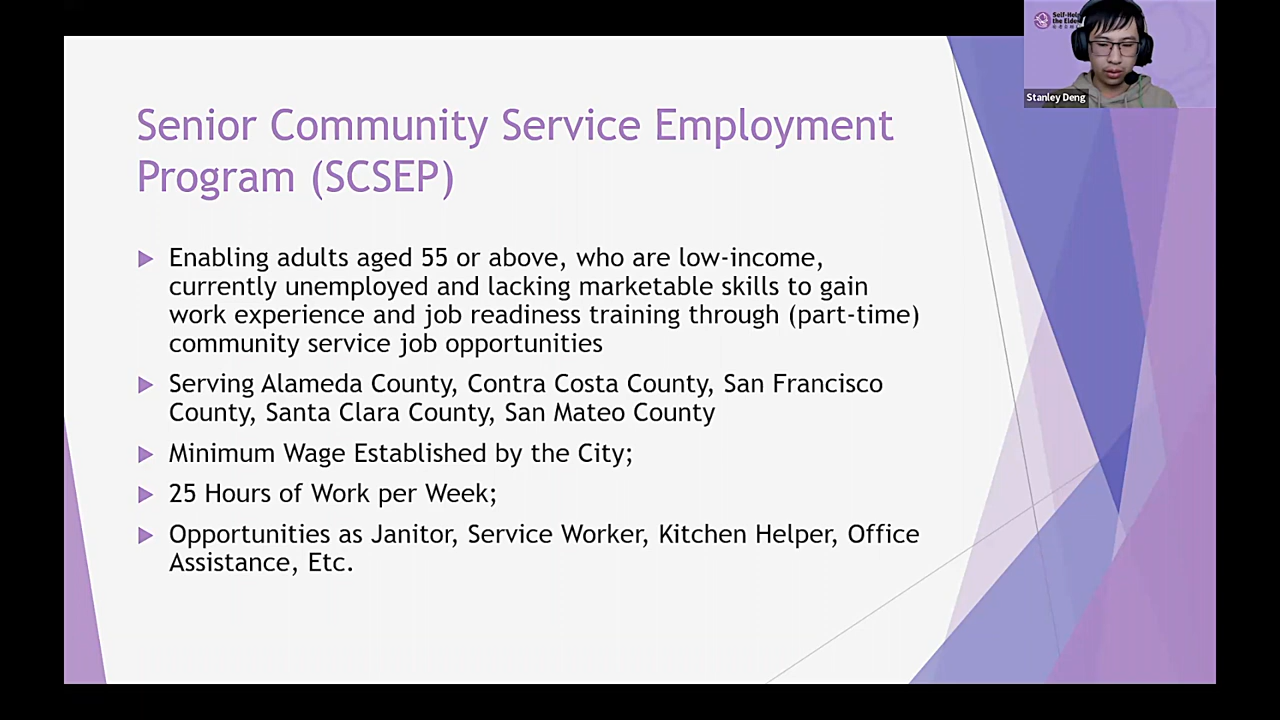 Self-Help
the Elder
Stanley Deng
Senior Community Service Employment
Program (SCSEP)
Enabling adults aged 55 or above, who are low-income,
currently unemployed and lacking marketable skills to gain
work experience and job readiness training through (part-time)
community service job opportunities
Serving Alameda County, Contra Costa County, San Francisco
County, Santa Clara County, San Mateo County
Minimum Wage Established by the City;
25 Hours of Work per Week;
Opportunities as Janitor, Service Worker, Kitchen Helper, Office
Assistance, Etc.